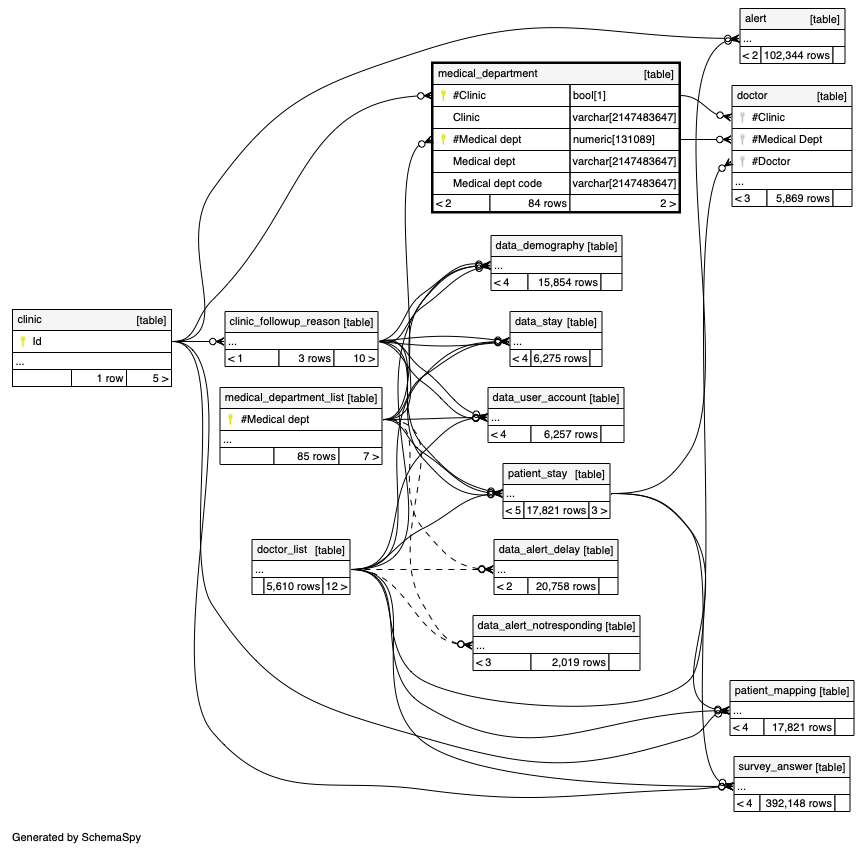 alert [table]
...
< 2 102,344 rows
medical_department [table]
#Clinic bool[1]
Clinic varchar[2147483647]
#Medical dept numeric[131089]
Medical dept varchar[2147483647]
Medical dept code varchar[2147483647]
< 2 84 rows 2 >
doctor [table]
#Clinic
#Medical Dept
#Doctor
...
< 3 5,869 rows
data_demography [table]
...
< 4 15,854 rows
clinic [table]
Id
...
1 row 5 >
clinic_followup_reason [table]
...
< 1 3 rows 10 >
data_stay [table]
...
< 4 6,275 rows
medical_department_list [table]
#Medical dept
...
85 rows 7 >
data_user_account [table]
...
< 4 6,257 rows
patient_stay [table]
...
< 5 17,821 rows 3 >
doctor_list [table]
...
5,610 rows 12 >
data_alert_delay [table]
...
< 2 20,758 rows
data_alert_notresponding [table]
...
< 3 2,019 rows
patient_mapping [table]
...
< 4 17,821 rows
survey_answer [table]
...
< 4 392,148 rows
Generated by SchemaSpy